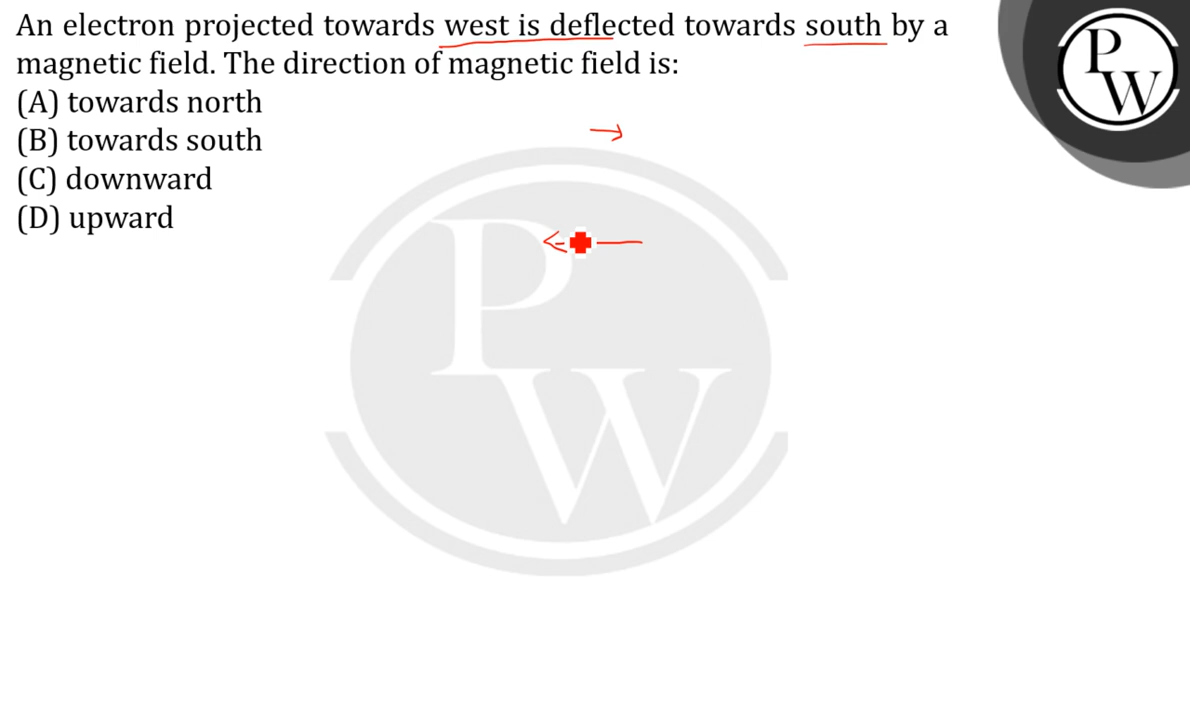 An electron projected towards west is deflected towards south by a
magnetic field. The direction of magnetic field is:
(A) towards north
(B) towards south
(C) downward
(D) upward
P
W
P
W